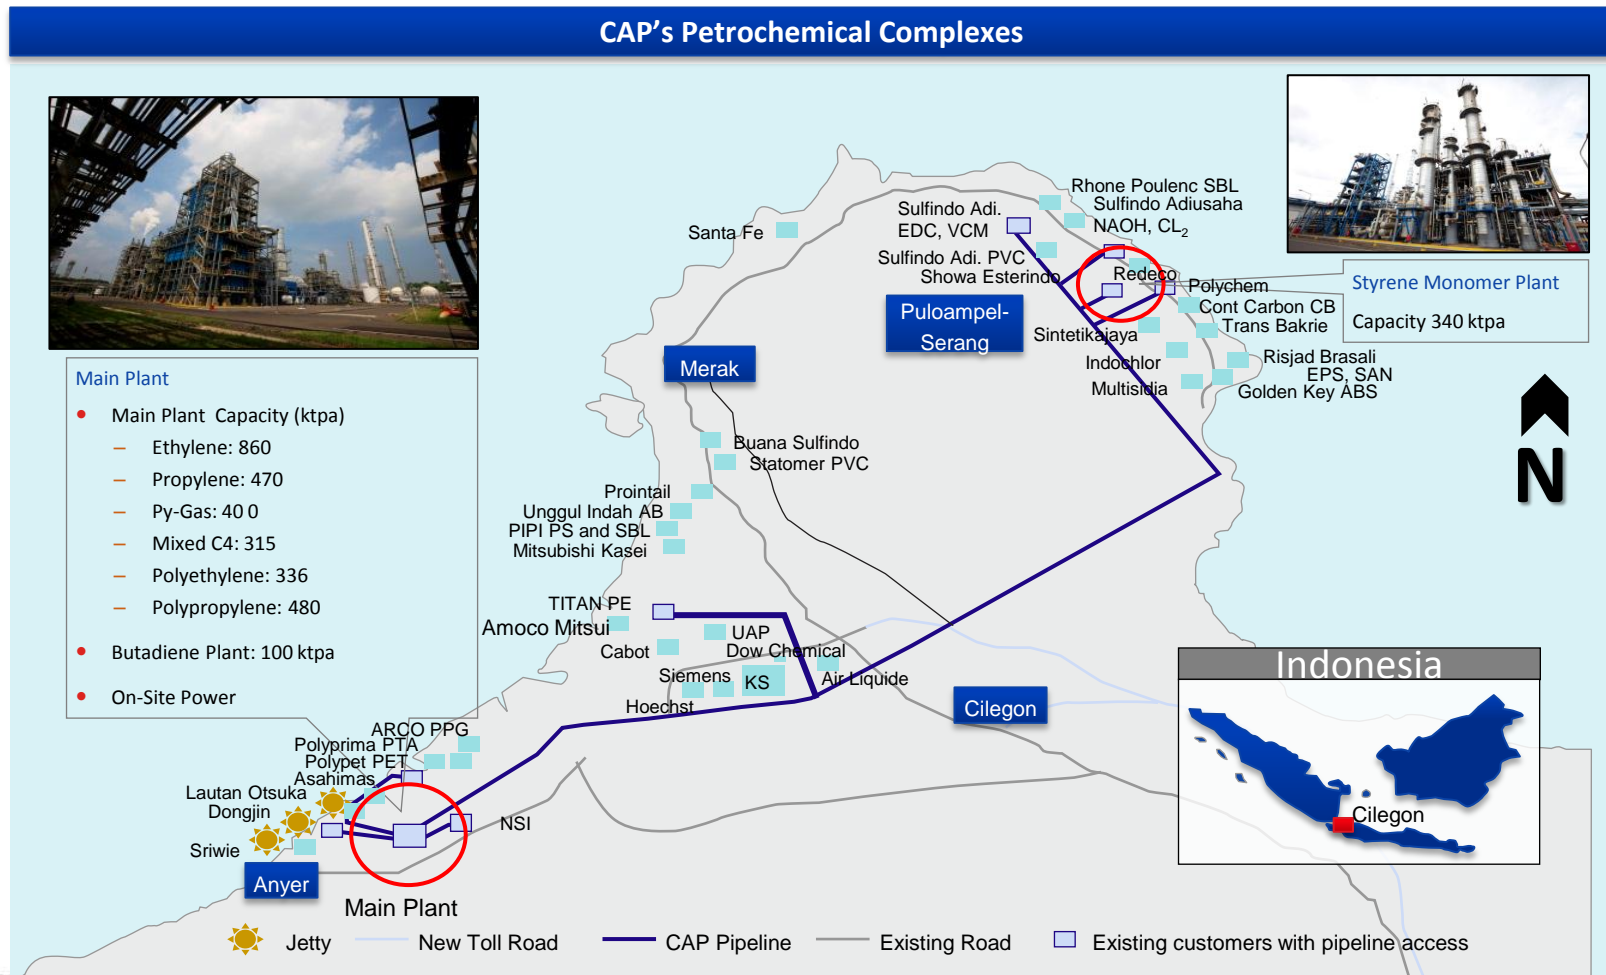 CAP's Petrochemical Complexes
Main Plant
• Main Plant Capacity (ktpa)
– Ethylene: 860
– Propylene: 470
– Py-Gas: 40 0
– Mixed C4: 315
– Polyethylene: 336
– Polypropylene: 480
• Butadiene Plant: 100 ktpa
• On-Site Power
Styrene Monomer Plant
Capacity 340 ktpa
Santa Fe
Rhone Poulenc SBL
Sulfindo Adiusaha
NAOH, CL2
Sulfindo Adi.
EDC, VCM
Sulfindo Adi. PVC
Showa Esterindo
Redeco
Polychem
Cont Carbon CB
Trans Bakrie
Puloampel-
Serang
Sintetikajaya
Indochlor
Multisidia
Risjad Brasali
EPS, SAN
Golden Key ABS
N
Merak
Buana Sulfindo
Statomer PVC
Prointail
Unggul Indah AB
PIPI PS and SBL
Mitsubishi Kasei
TITAN PE
Amoco Mitsui
UAP
Cabot
Dow Chemical
Siemens
KS
Air Liquide
Hoechst
Cilegon
ARCO PPG
Polyprima PTA
Polypet PET
Asahimas
Lautan Otsuka
Dongjin
Sriwie
NSI
Anyer
Main Plant
Indonesia
Cilegon
Jetty
New Toll Road
CAP Pipeline
Existing Road
Existing customers with pipeline access